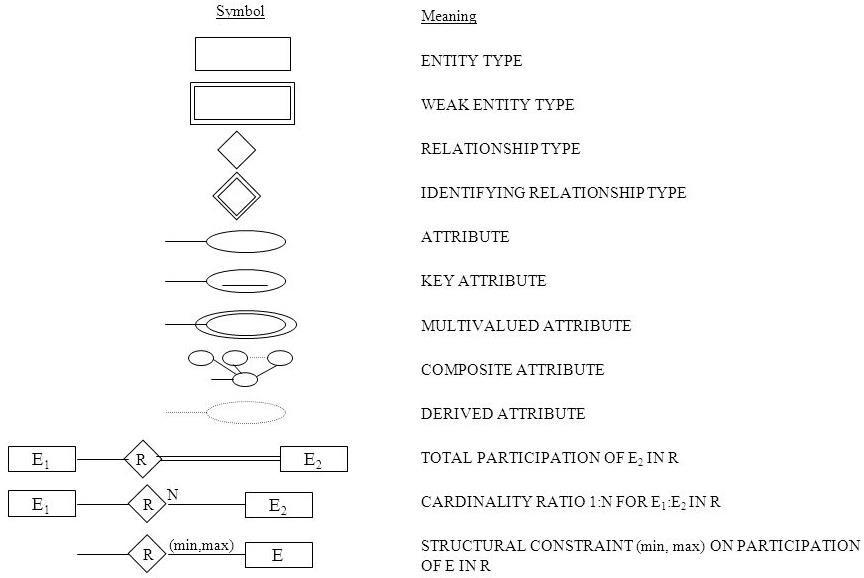 Symbol Meaning
ENTITY TYPE
WEAK ENTITY TYPE
RELATIONSHIP TYPE
IDENTIFYING RELATIONSHIP TYPE
ATTRIBUTE
KEY ATTRIBUTE
MULTIVALUED ATTRIBUTE
COMPOSITE ATTRIBUTE
DERIVED ATTRIBUTE
E₁ R E₂ TOTAL PARTICIPATION OF E₂ IN R
E₁ R N E₂ CARDINALITY RATIO 1:N FOR E₁:E₂ IN R
R (min,max) E STRUCTURAL CONSTRAINT (min, max) ON PARTICIPATION
OF E IN R